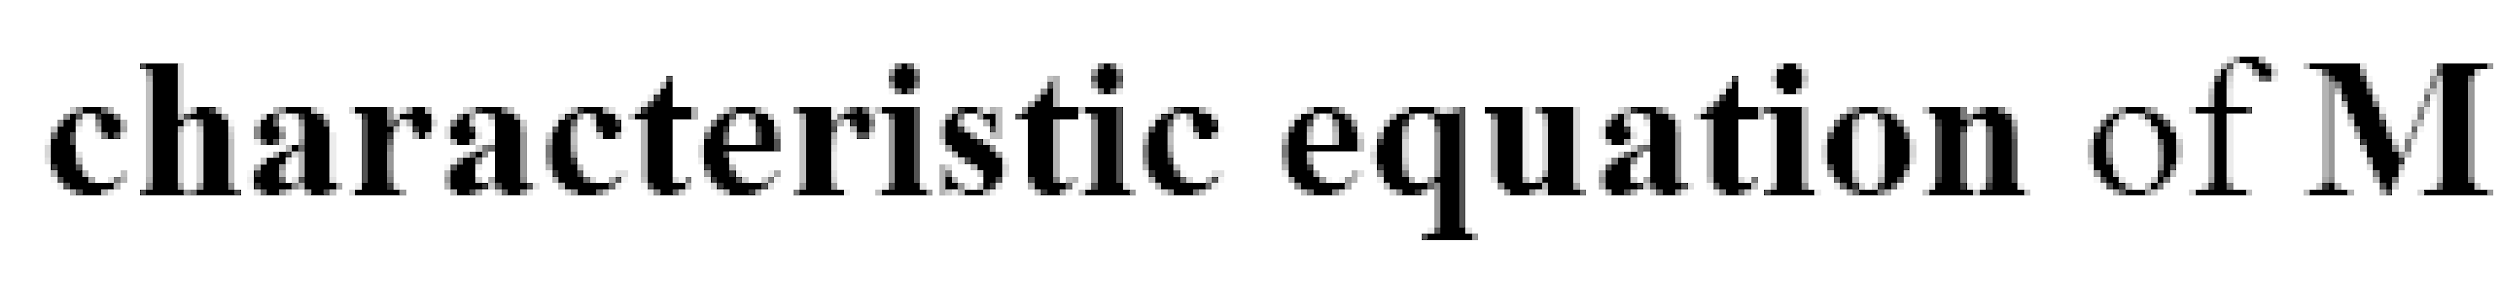 characteristic equation of M